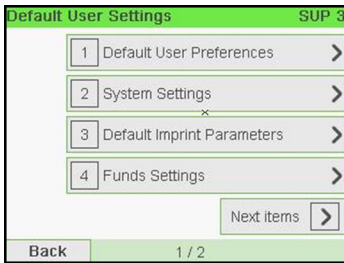 Default User Settings SUP 3
1 Default User Preferences
2 System Settings
3 Default Imprint Parameters
4 Funds Settings
Next items
Back 1 / 2